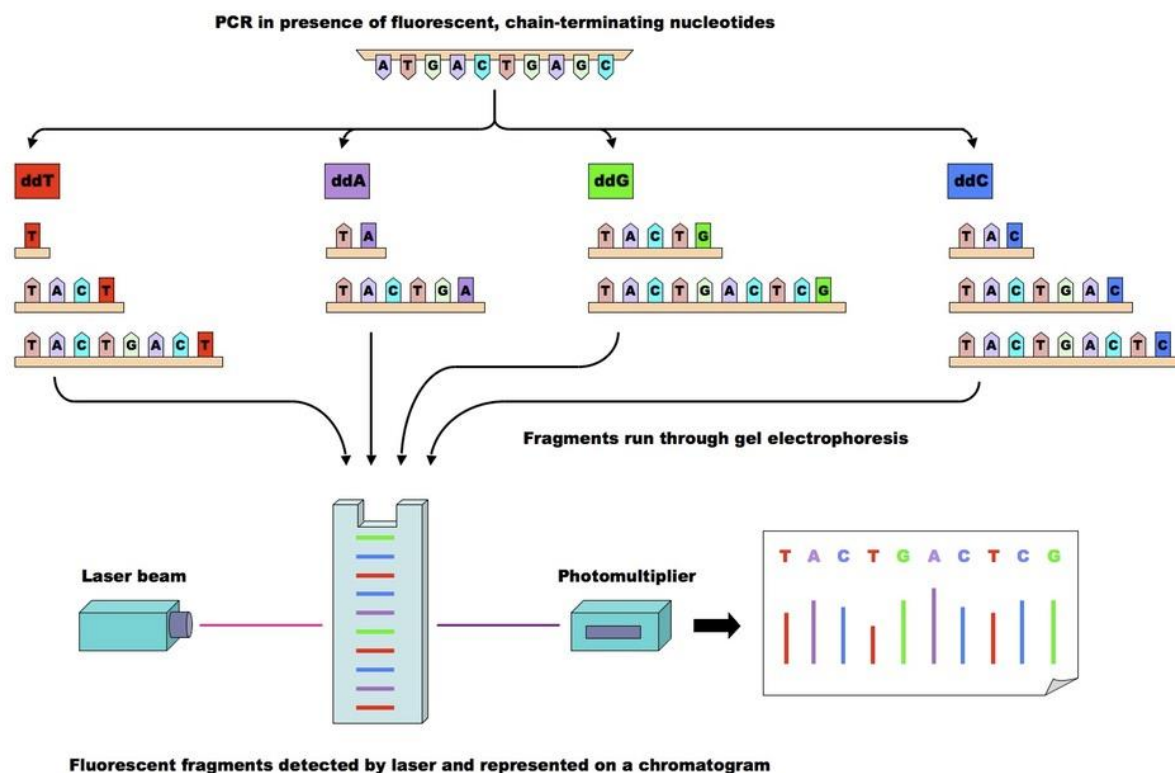 PCR in presence of fluorescent, chain-terminating nucleotides
A T G A C T G A G C
ddT
ddA
ddG
ddC
T
T A
T A C T G
T A C
T A C T
T A C T G A
T A C T G A C T C G
T A C T G A C
T A C T G A C T
T A C T G A C T C
Fragments run through gel electrophoresis
Laser beam
Photomultiplier
T A C T G A C T C G
Fluorescent fragments detected by laser and represented on a chromatogram